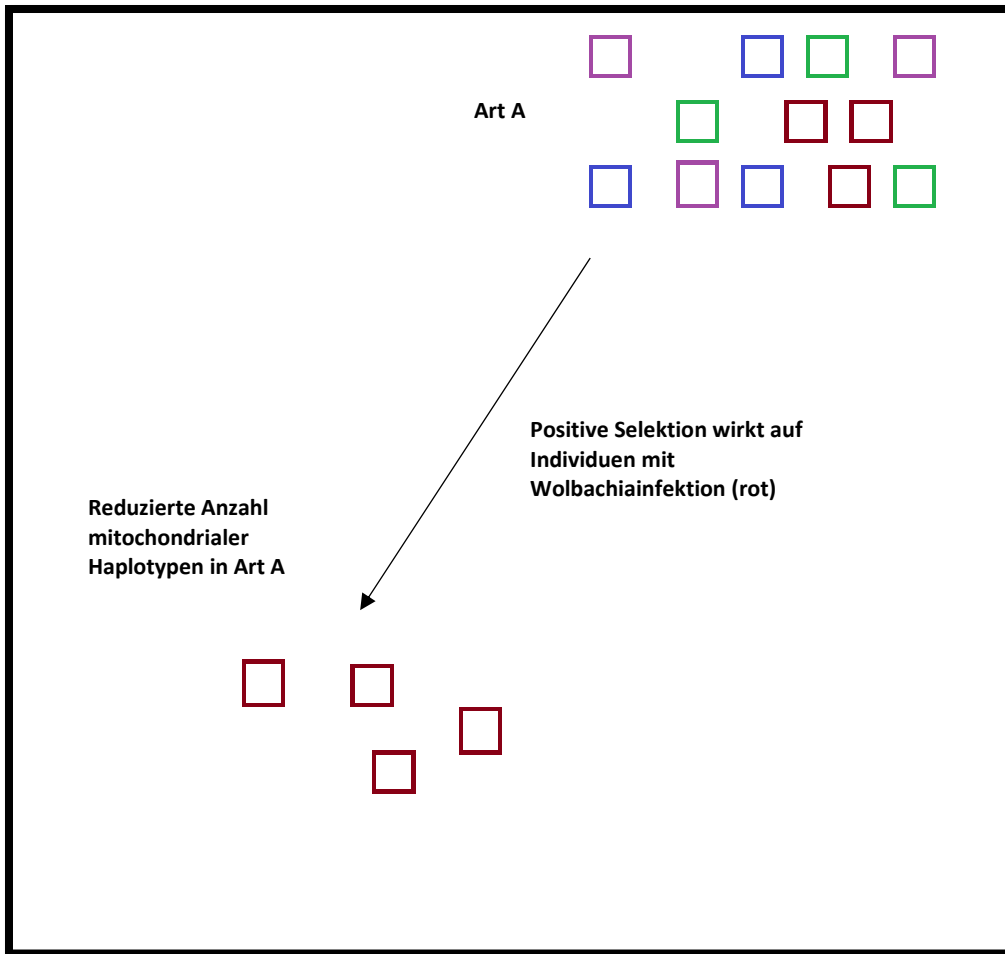 Art A
Positive Selektion wirkt auf
Individuen mit
Wolbachiainfektion (rot)
Reduzierte Anzahl
mitochondrialer
Haplotypen in Art A